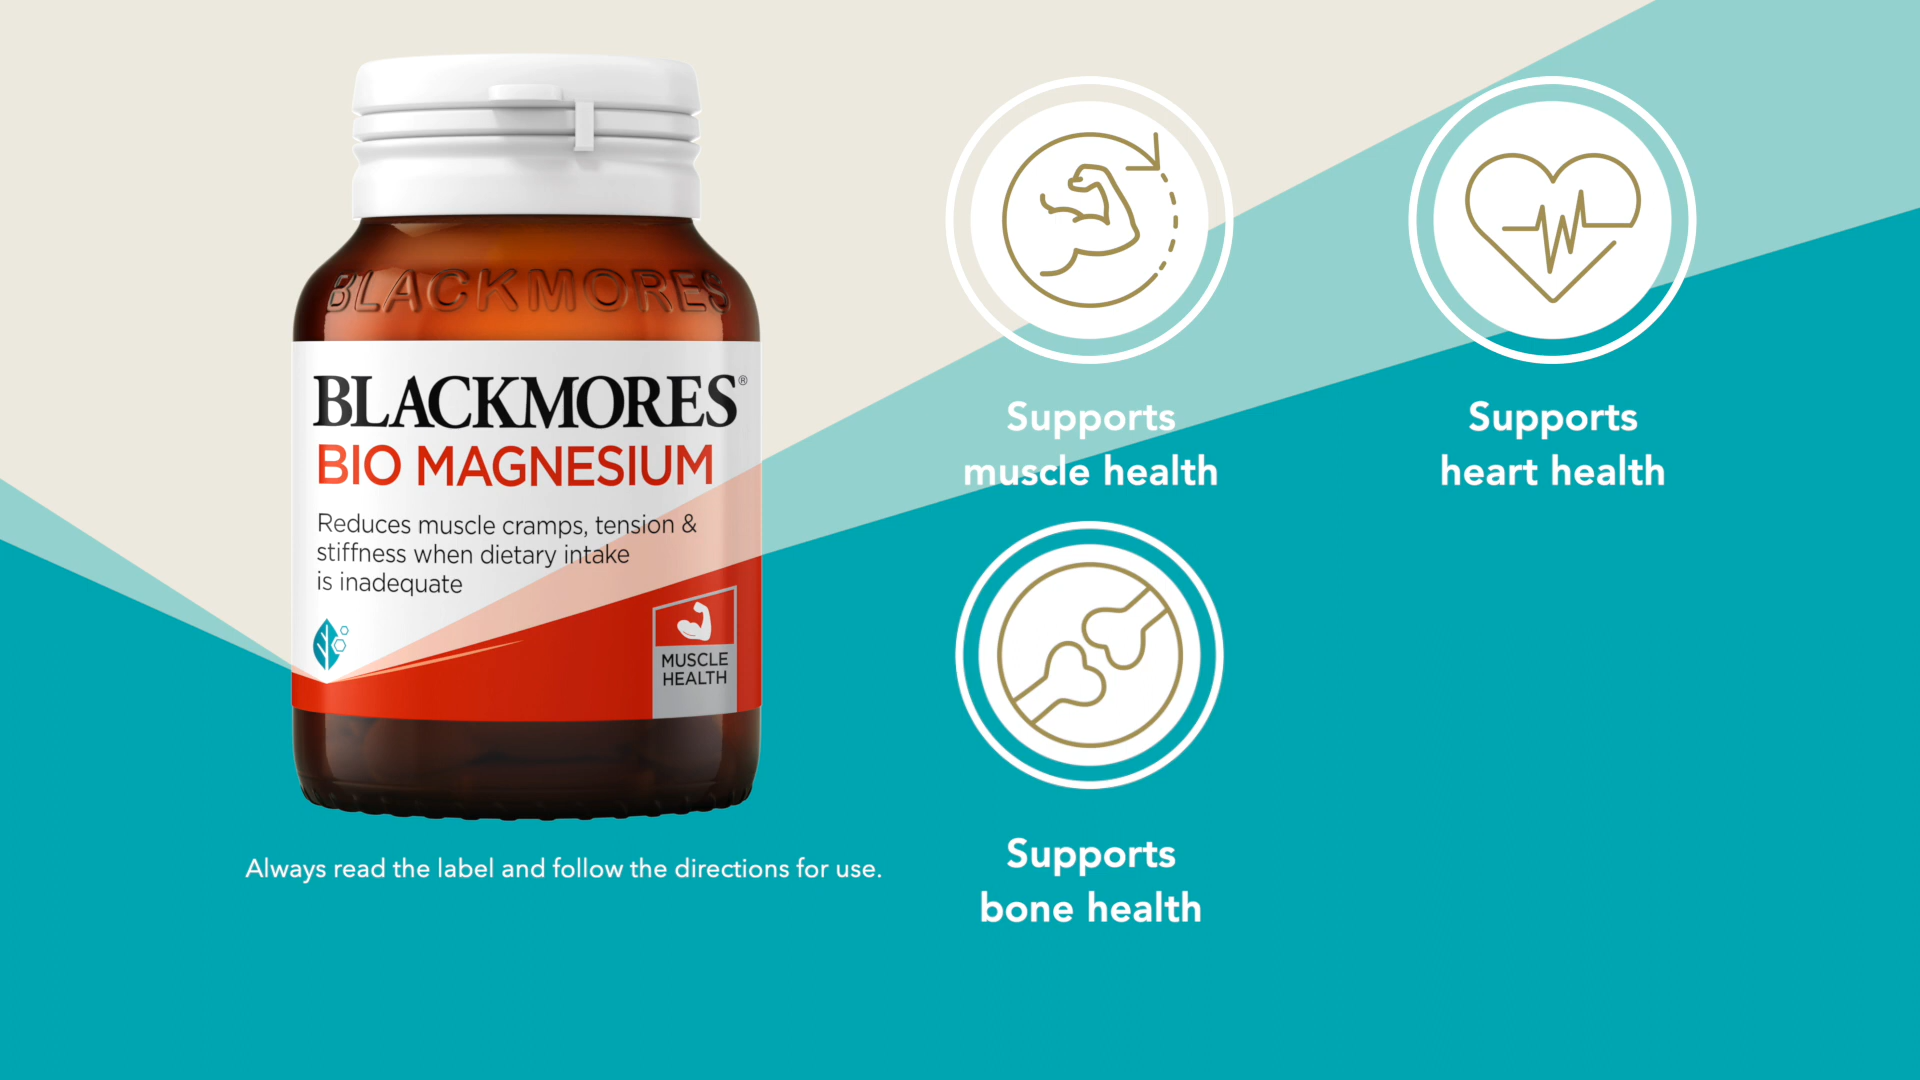 BLACKMORES
BLACKMORES®
BIO MAGNESIUM
Reduces muscle cramps, tension &
stiffness when dietary intake
is inadequate
MUSCLE
HEALTH
Always read the label and follow the directions for use.
Supports
muscle health
Supports
heart health
Supports
bone health